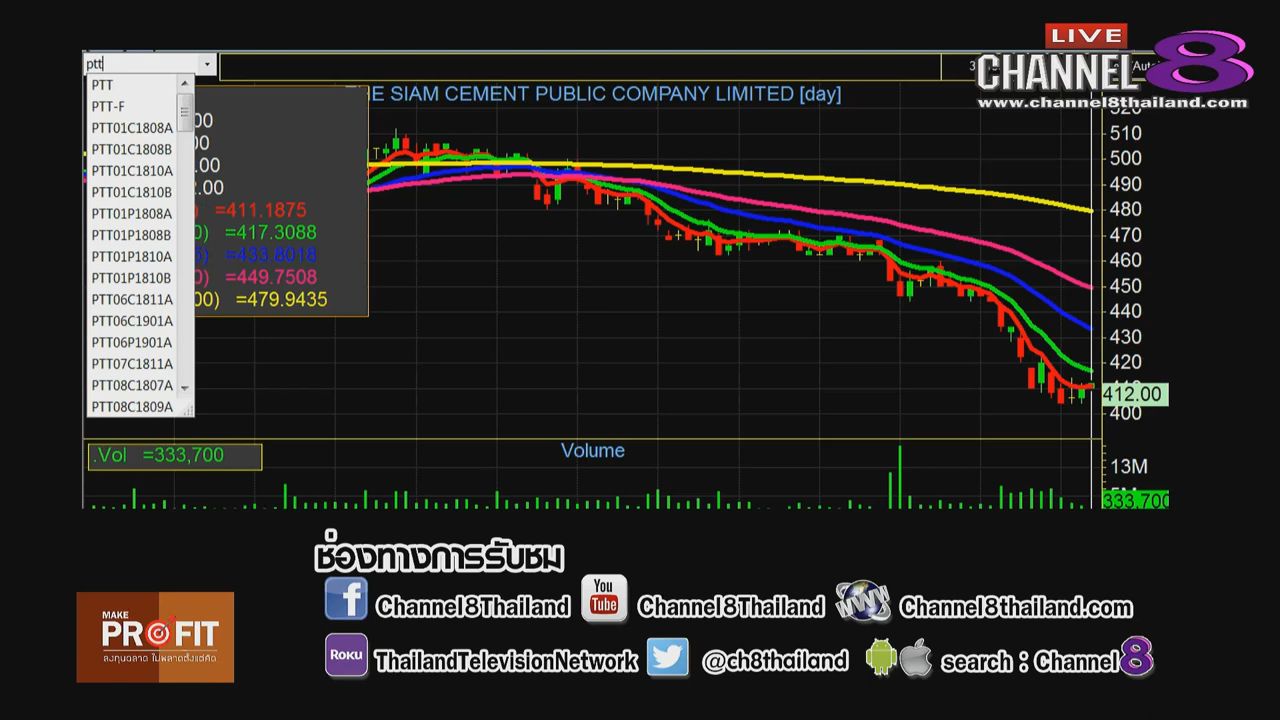 LIVE
CHANNEL 8
www.channel8thailand.com
ptt
PTT
PTT-F
PTT01C1808A
PTT01C1808B
PTT01C1810A
PTT01C1810B
PTT01P1808A
PTT01P1808B
PTT01P1810A
PTT01P1810B
PTT06C1811A
PTT06C1901A
PTT06P1901A
PTT07C1811A
PTT08C1807A
PTT08C1809A
SIAM CEMENT PUBLIC COMPANY LIMITED [day]
=411.1875
=417.3088
=433.8018
=449.7508
=479.9435
510
500
490
480
470
460
450
440
430
420
412.00
400
.Vol =333,700
Volume
13M
333,700
ช่องทางการรับชม
Channel8Thailand
You Tube
Channel8Thailand
WWW
Channel8thailand.com
Roku
ThailandTelevisionNetwork
@ch8thailand
search : Channel8
MAKE
PROFIT
ลงทุนฉลาด ไม่พลาดตั้งแต่คิด